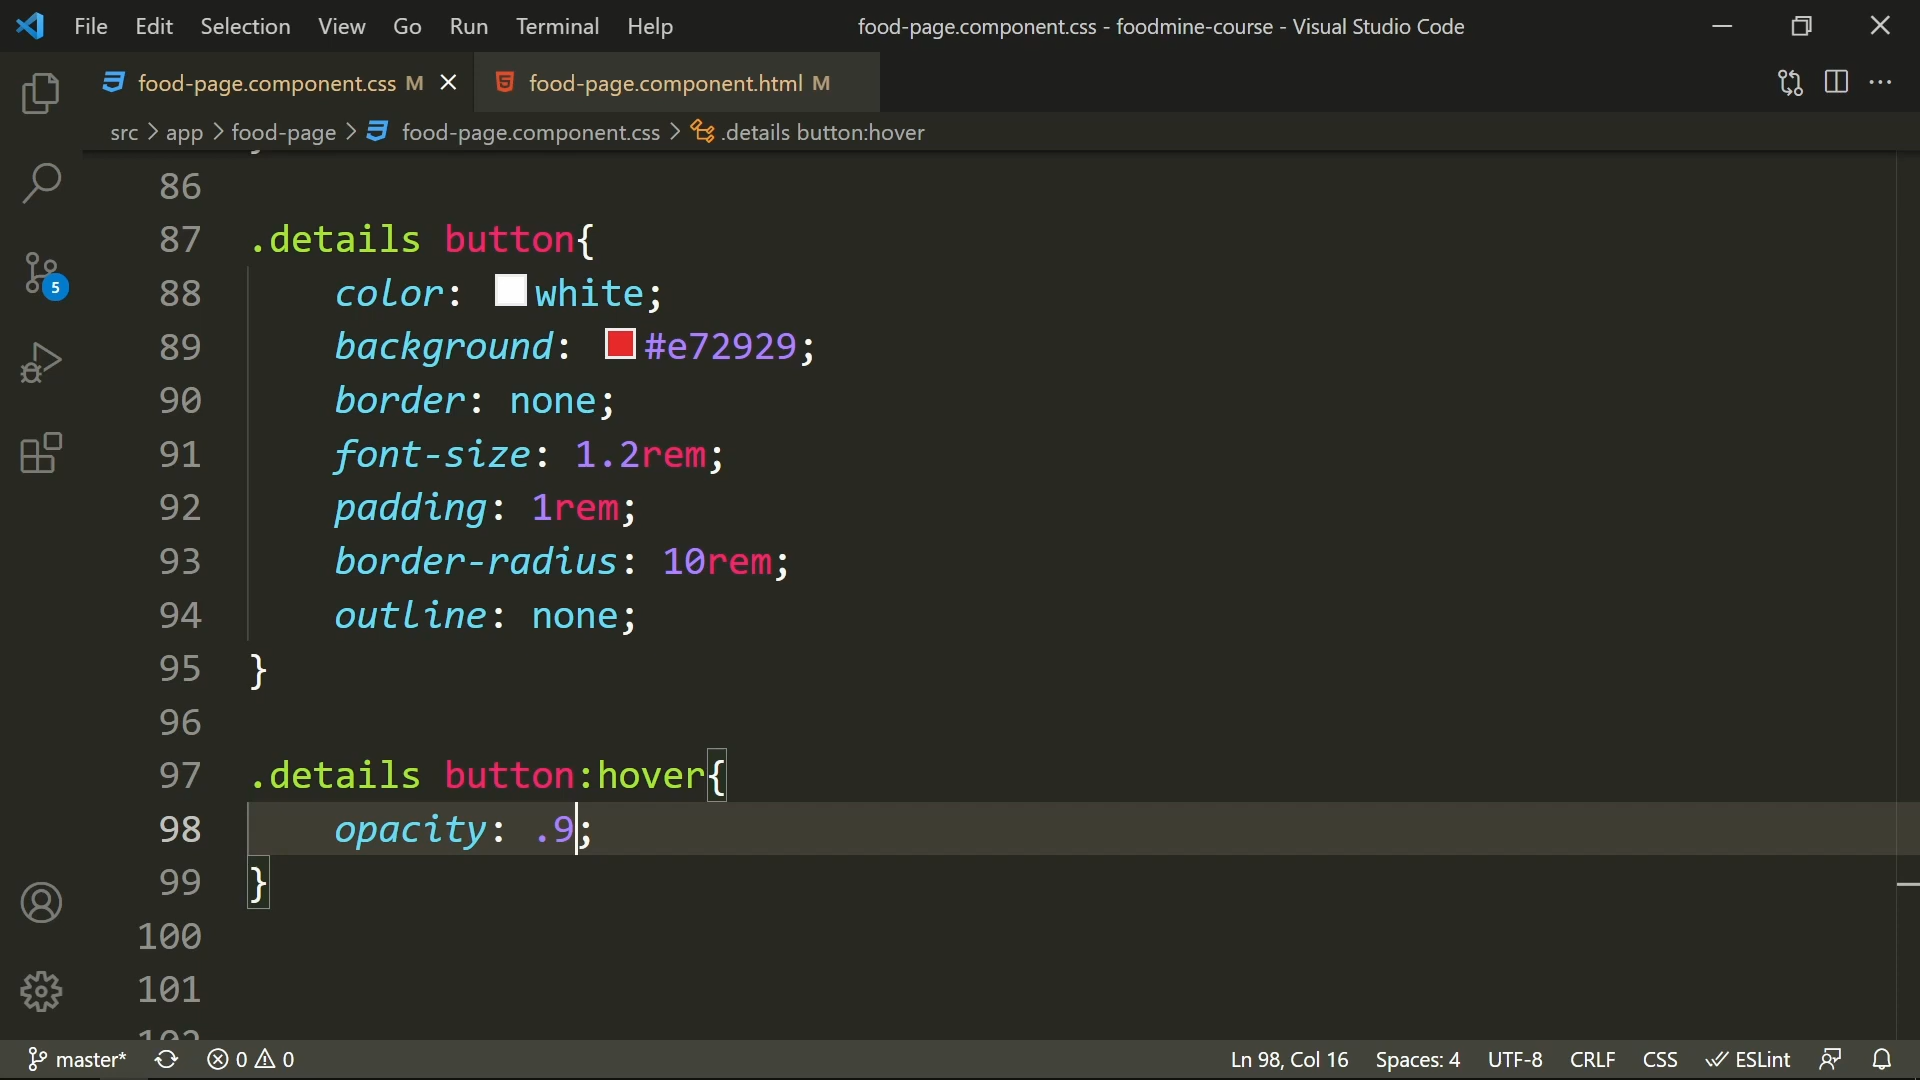 File Edit Selection View Go Run Terminal Help food-page.component.css - foodmine-course - Visual Studio Code
food-page.component.css M food-page.component.html M
src > app > food-page > food-page.component.css > .details button:hover
86
87 .details button{
88 color: white;
89 background: #e72929;
90 border: none;
91 font-size: 1.2rem;
92 padding: 1rem;
93 border-radius: 10rem;
94 outline: none;
95 }
96
97 .details button:hover{
98 opacity: .9;
99 }
100
101
102
5
master* 0 0 Ln 98, Col 16 Spaces: 4 UTF-8 CRLF CSS ESLint